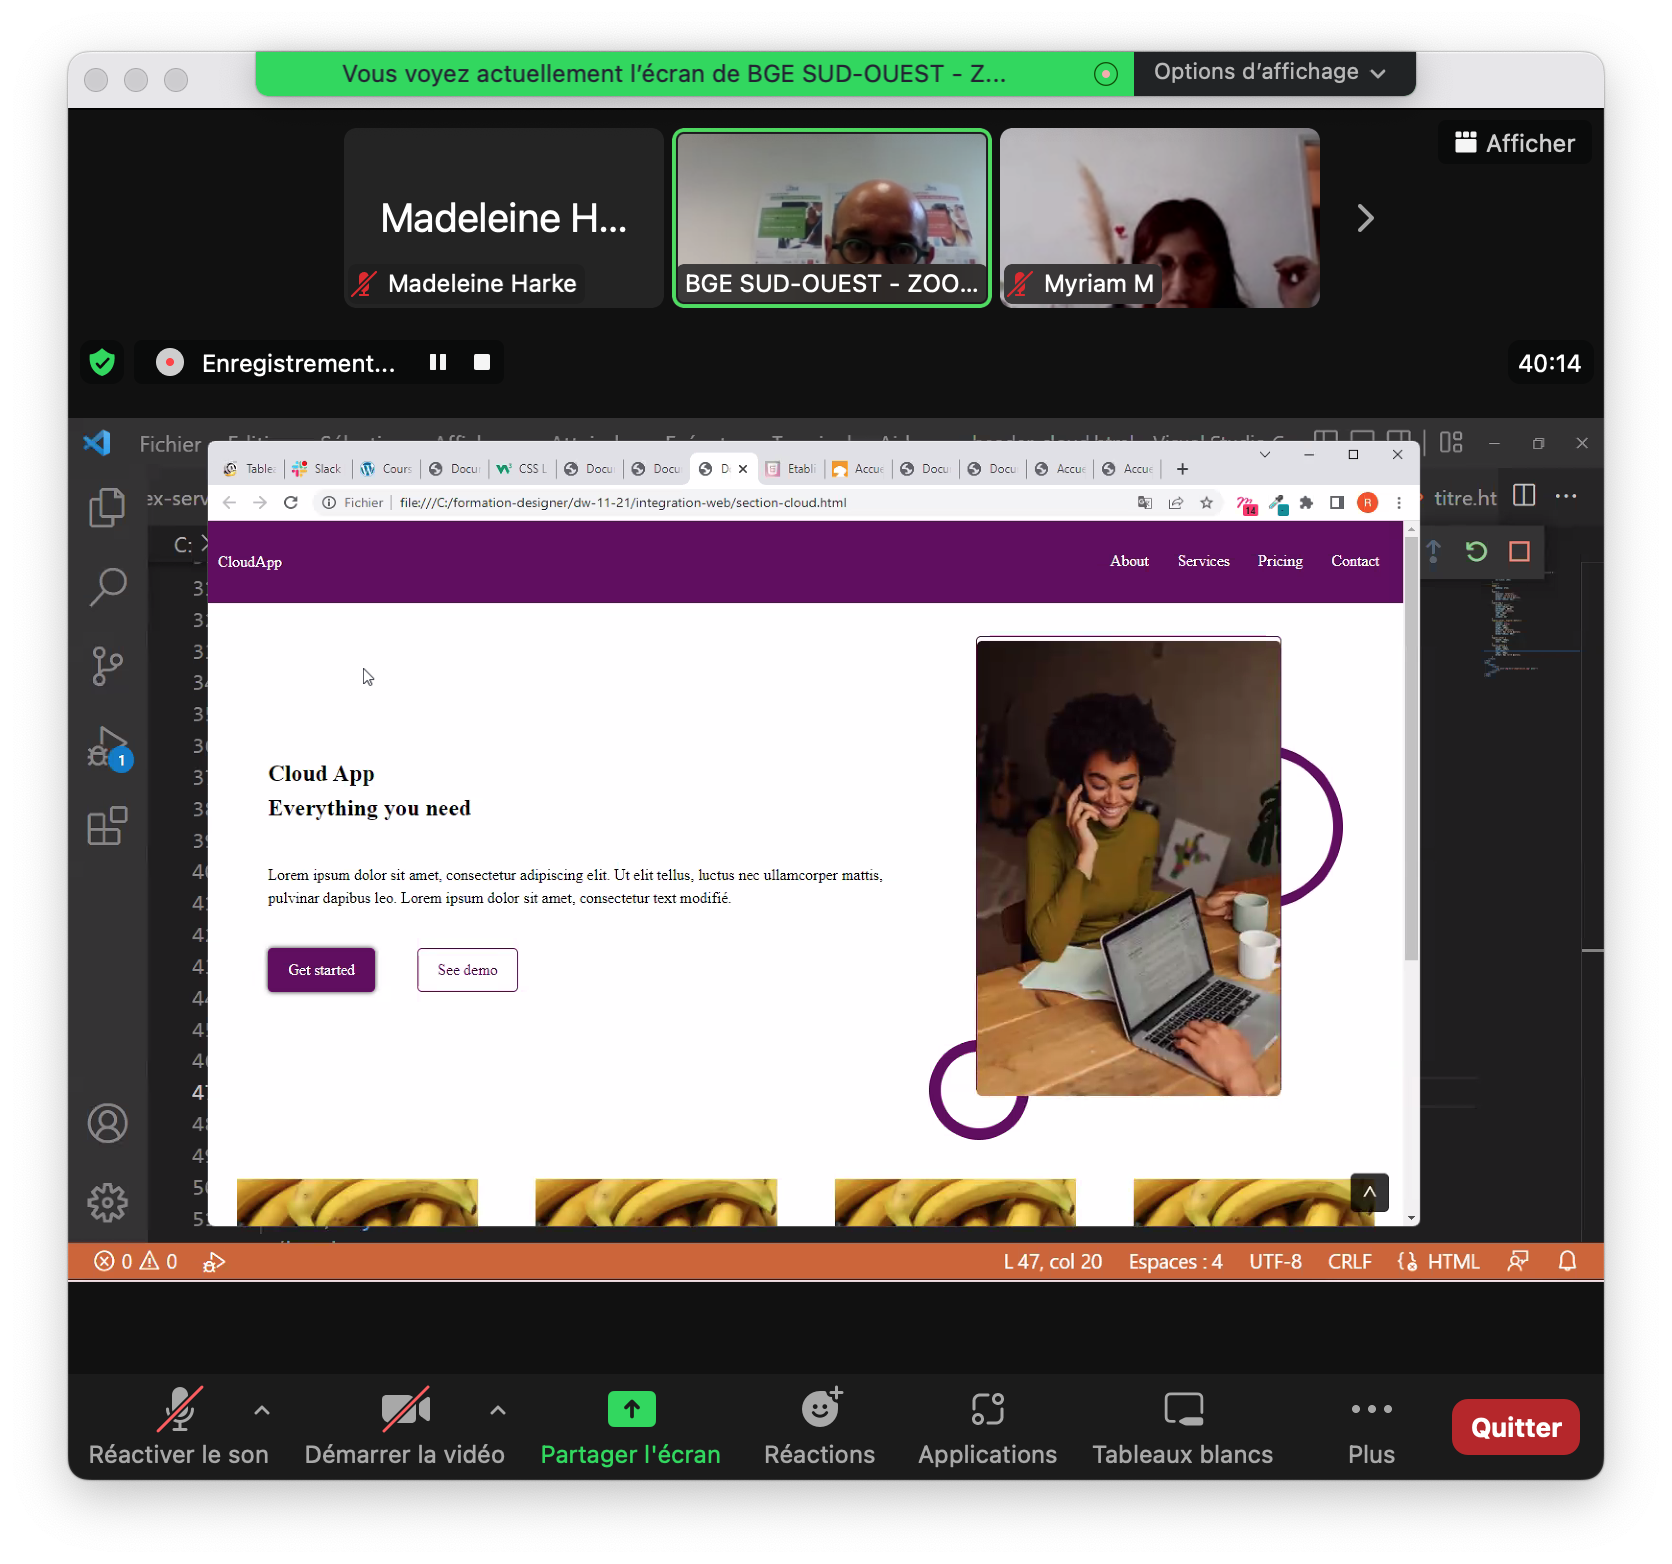 Vous voyez actuellement l'écran de BGE SUD-OUEST - Z...
Options d'affichage
Madeleine H...
Madeleine Harke
BGE SUD-OUEST - ZOO...
Myriam M
Afficher
Enregistrement...
40:14
Fichier
Table
Slack
Cours
Docu
CSS L
Docu
Docu
D
Etabli
Accue
Docu
Docu
Accue
Accue
ex-serv
Fichier
file:///C:/formation-designer/dw-11-21/integration-web/section-cloud.html
14
R
titre.ht
C:
CloudApp
About
Services
Pricing
Contact
1
Cloud App
Everything you need
Lorem ipsum dolor sit amet, consectetur adipiscing elit. Ut elit tellus, luctus nec ullamcorper mattis,
pulvinar dapibus leo. Lorem ipsum dolor sit amet, consectetur text modifié.
Get started
See demo
0
0
L 47, col 20
Espaces : 4
UTF-8
CRLF
HTML
Réactiver le son
Démarrer la vidéo
Partager l'écran
Réactions
Applications
Tableaux blancs
Plus
Quitter